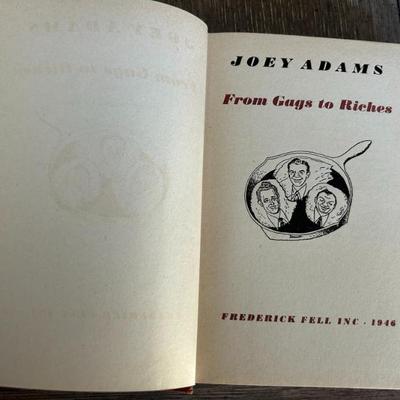 JOEY ADAMS
From Gags to Riches
FREDERICK FELL INC · 1946